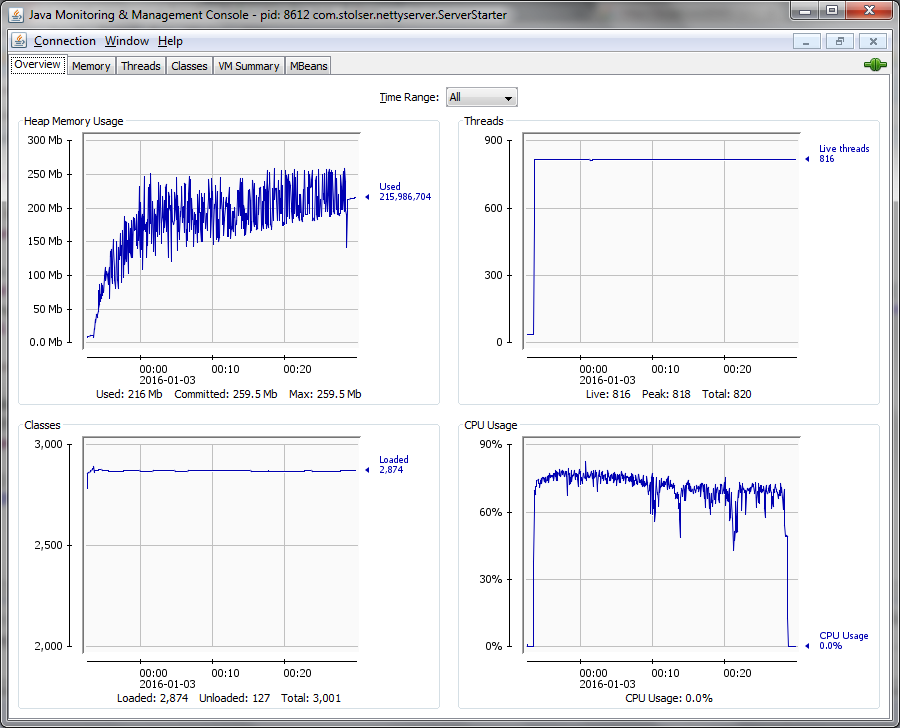 Java Monitoring & Management Console - pid: 8612 com.stolser.nettyserver.ServerStarter
Connection Window Help
Overview Memory Threads Classes VM Summary MBeans
Time Range: All
Heap Memory Usage
300 Mb
250 Mb
200 Mb
150 Mb
100 Mb
50 Mb
0.0 Mb
Used
215,986,704
00:00 00:10 00:20
2016-01-03
Used: 216 Mb Committed: 259.5 Mb Max: 259.5 Mb
Threads
900
600
300
0
Live threads
816
00:00 00:10 00:20
2016-01-03
Live: 816 Peak: 818 Total: 820
Classes
3,000
2,500
2,000
Loaded
2,874
00:00 00:10 00:20
2016-01-03
Loaded: 2,874 Unloaded: 127 Total: 3,001
CPU Usage
90%
60%
30%
0%
CPU Usage
0.0%
00:00 00:10 00:20
2016-01-03
CPU Usage: 0.0%